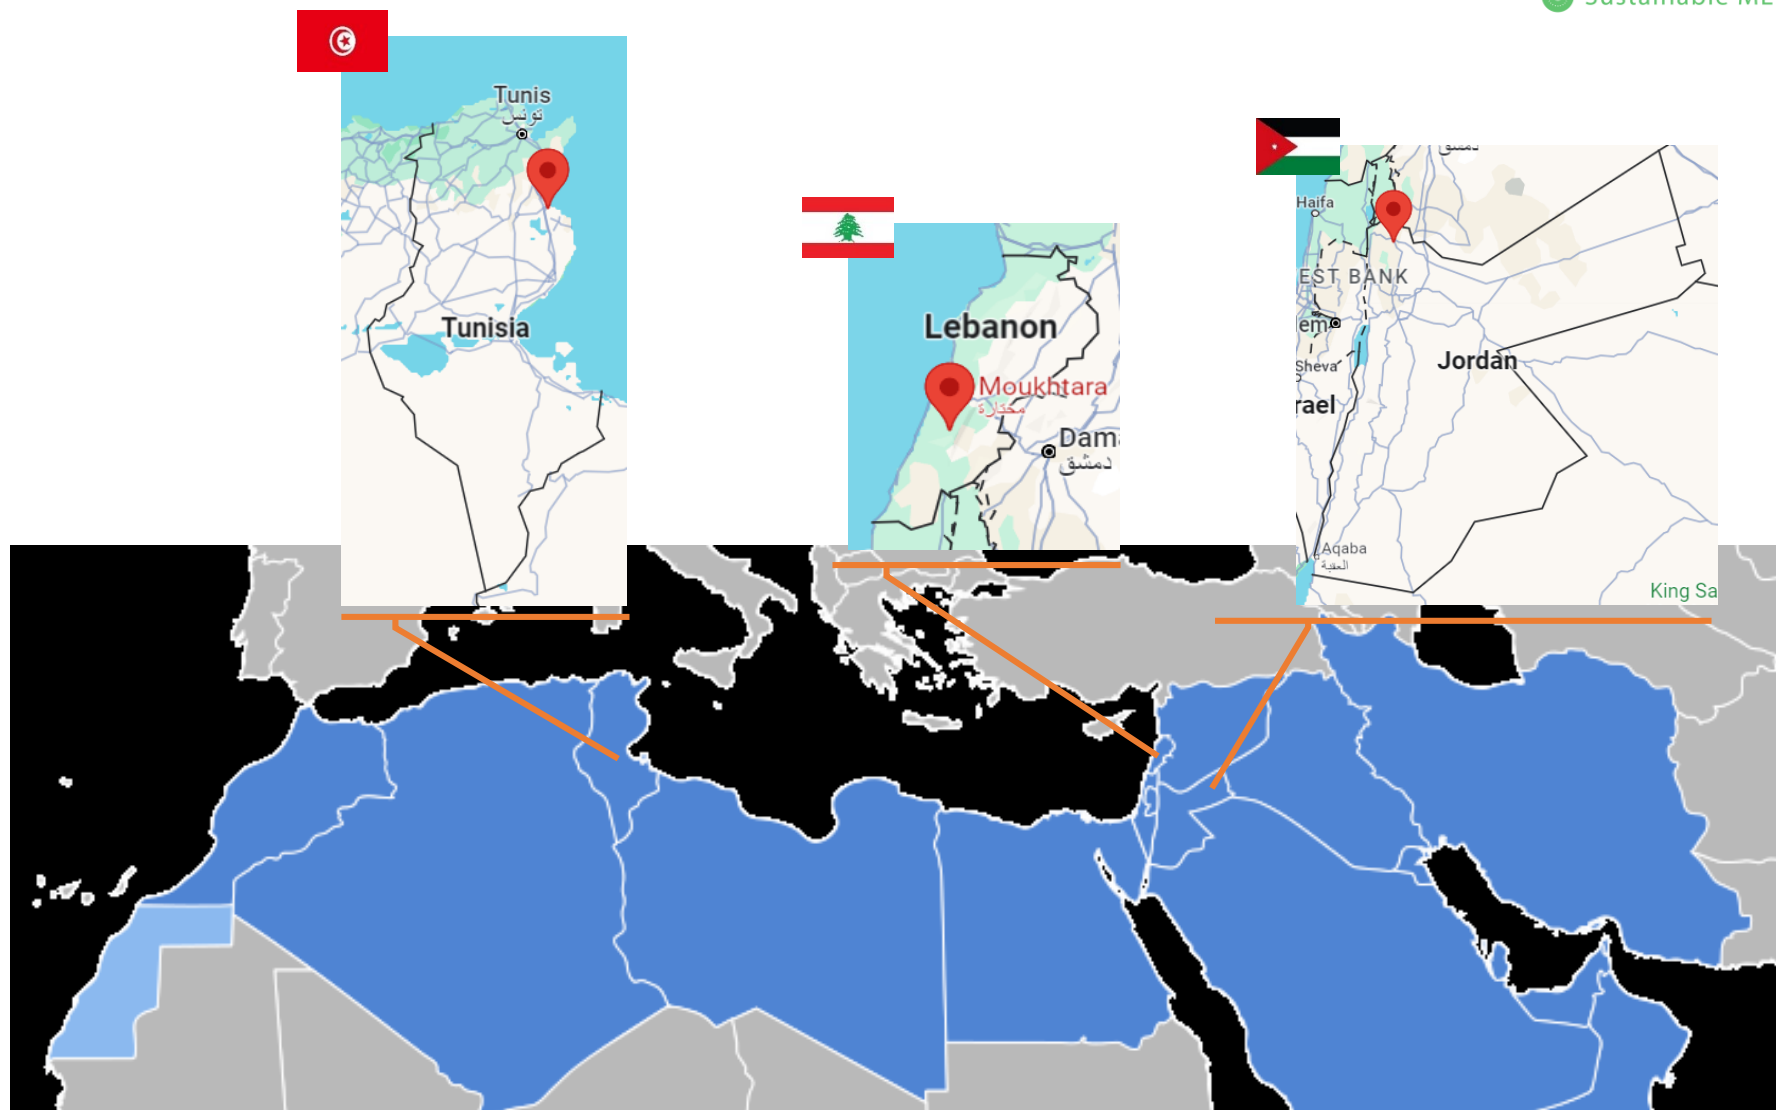 Tunis
تونس
Tunisia
Lebanon
Moukhtara
مختارة
Dam
دمشق
دمشق
Haifa
EST BANK
em
Jordan
Sheva
rael
Aqaba
العقبة
King Sa